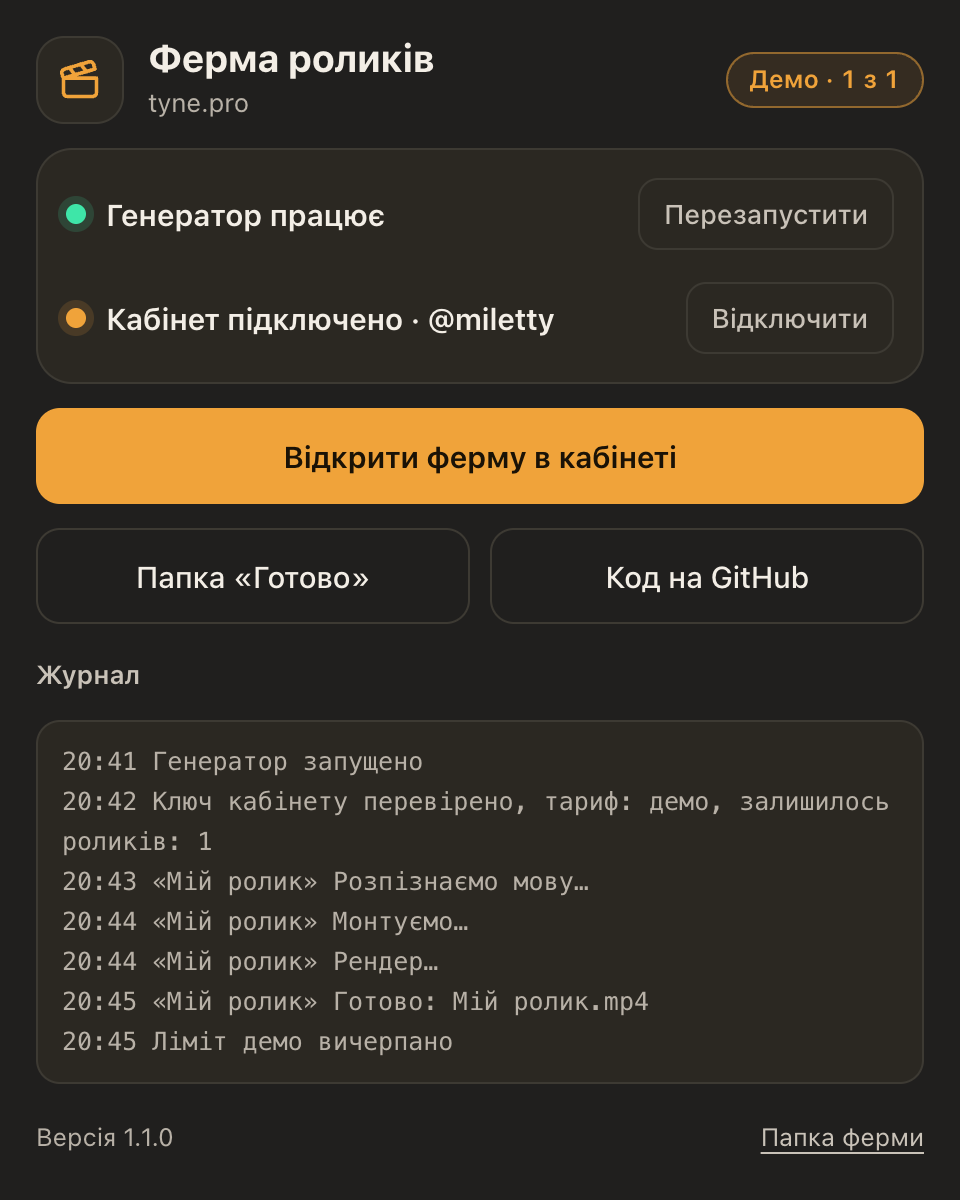 Ферма роликів
tyne.pro
Демо · 1 з 1
Генератор працює
Перезапустити
Кабінет підключено · @miletty
Відключити
Відкрити ферму в кабінеті
Папка «Готово»
Код на GitHub
Журнал
20:41 Генератор запущено
20:42 Ключ кабінету перевірено, тариф: демо, залишилось
роликів: 1
20:43 «Мій ролик» Розпізнаємо мову…
20:44 «Мій ролик» Монтуємо…
20:44 «Мій ролик» Рендер…
20:45 «Мій ролик» Готово: Мій ролик.mp4
20:45 Ліміт демо вичерпано
Версія 1.1.0
Папка ферми